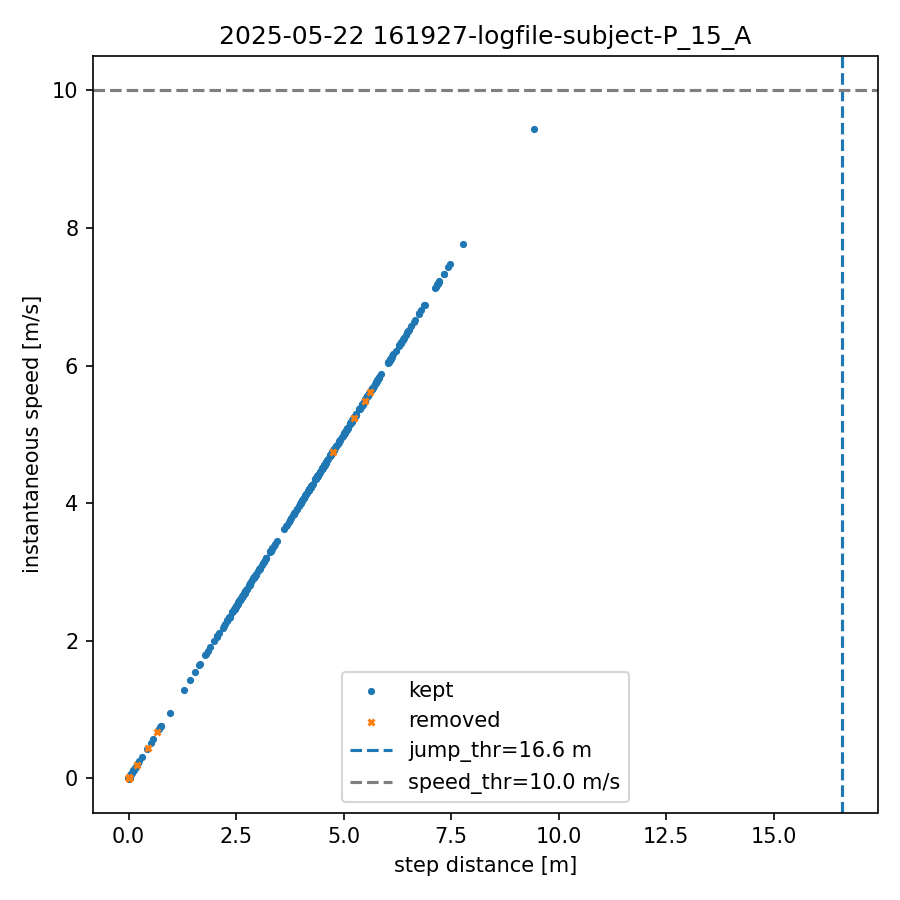 2025-05-22 161927-logfile-subject-P_15_A
10
8
6
4
2
0
instantaneous speed [m/s]
kept
removed
jump_thr=16.6 m
speed_thr=10.0 m/s
0.0 2.5 5.0 7.5 10.0 12.5 15.0
step distance [m]